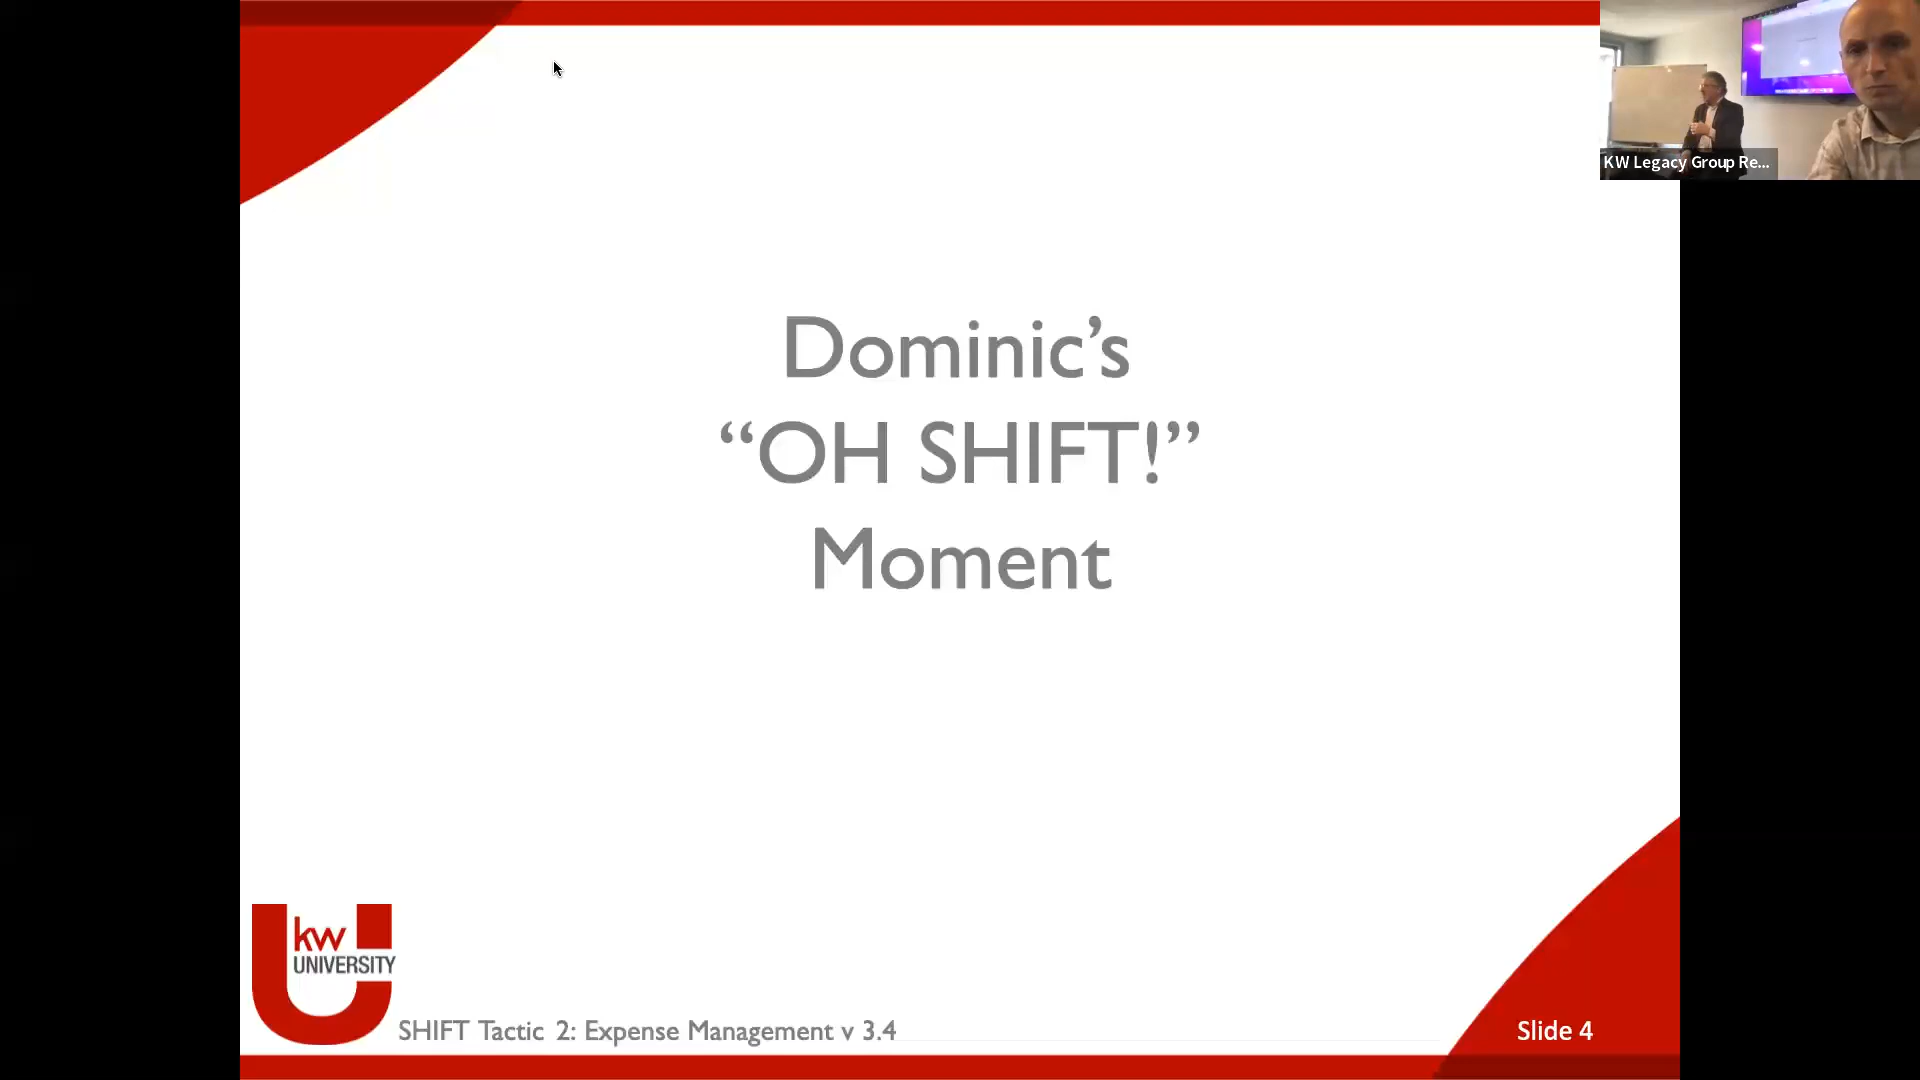 KW Legacy Group Re...
Dominic’s
“OH SHIFT!”
Moment
kw
UNIVERSITY
SHIFT Tactic 2: Expense Management v 3.4
Slide 4